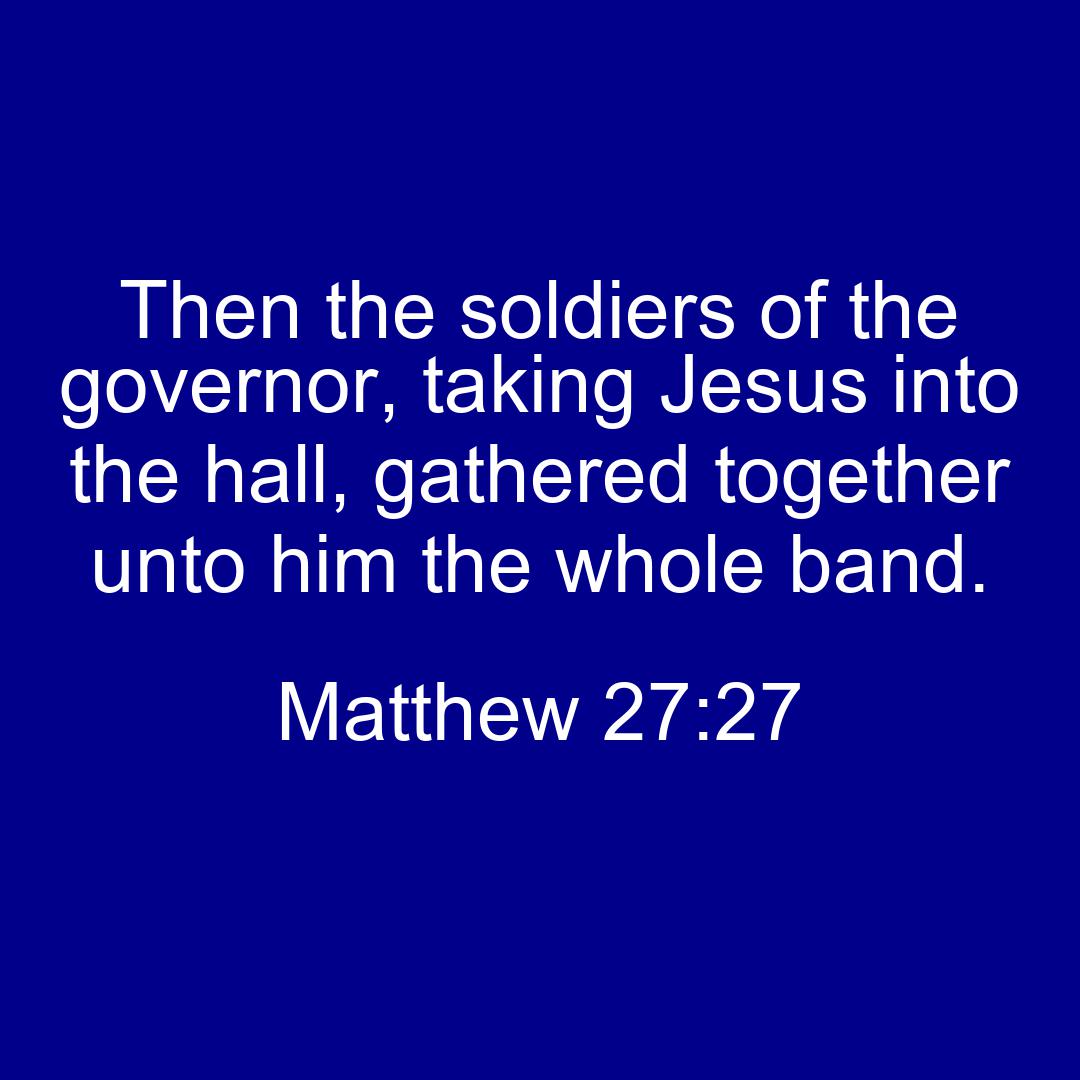 Then the soldiers of the
governor, taking Jesus into
the hall, gathered together
unto him the whole band.
Matthew 27:27